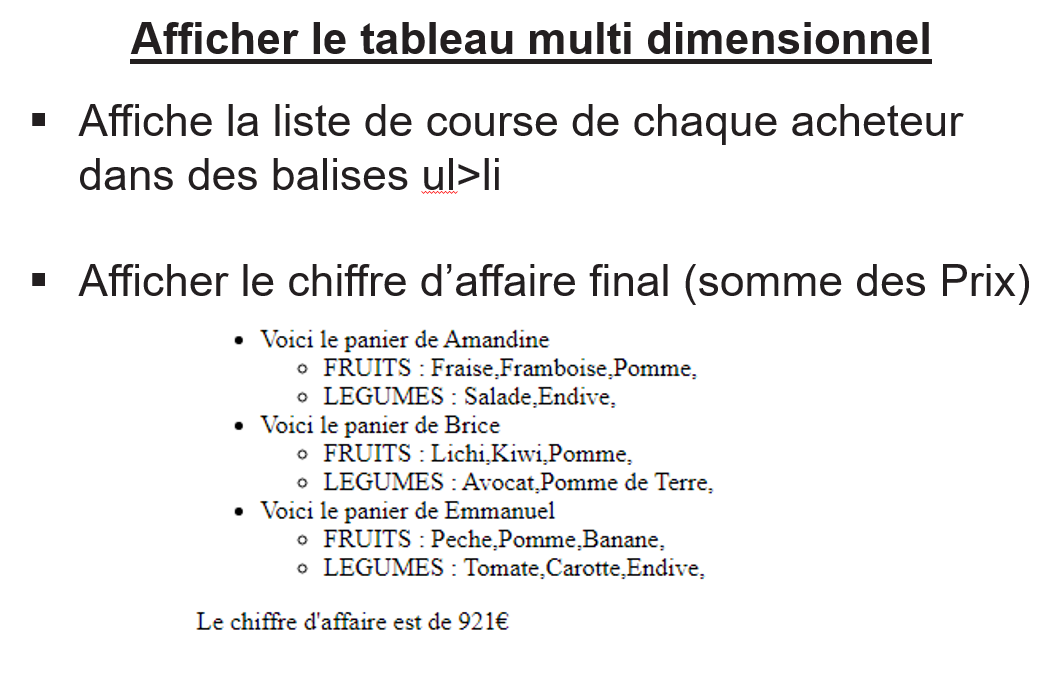 Afficher le tableau multi dimensionnel
▪ Affiche la liste de course de chaque acheteur
dans des balises ul>li
▪ Afficher le chiffre d’affaire final (somme des Prix)
• Voici le panier de Amandine
◦ FRUITS : Fraise,Framboise,Pomme,
◦ LEGUMES : Salade,Endive,
• Voici le panier de Brice
◦ FRUITS : Lichi,Kiwi,Pomme,
◦ LEGUMES : Avocat,Pomme de Terre,
• Voici le panier de Emmanuel
◦ FRUITS : Peche,Pomme,Banane,
◦ LEGUMES : Tomate,Carotte,Endive,
Le chiffre d'affaire est de 921€